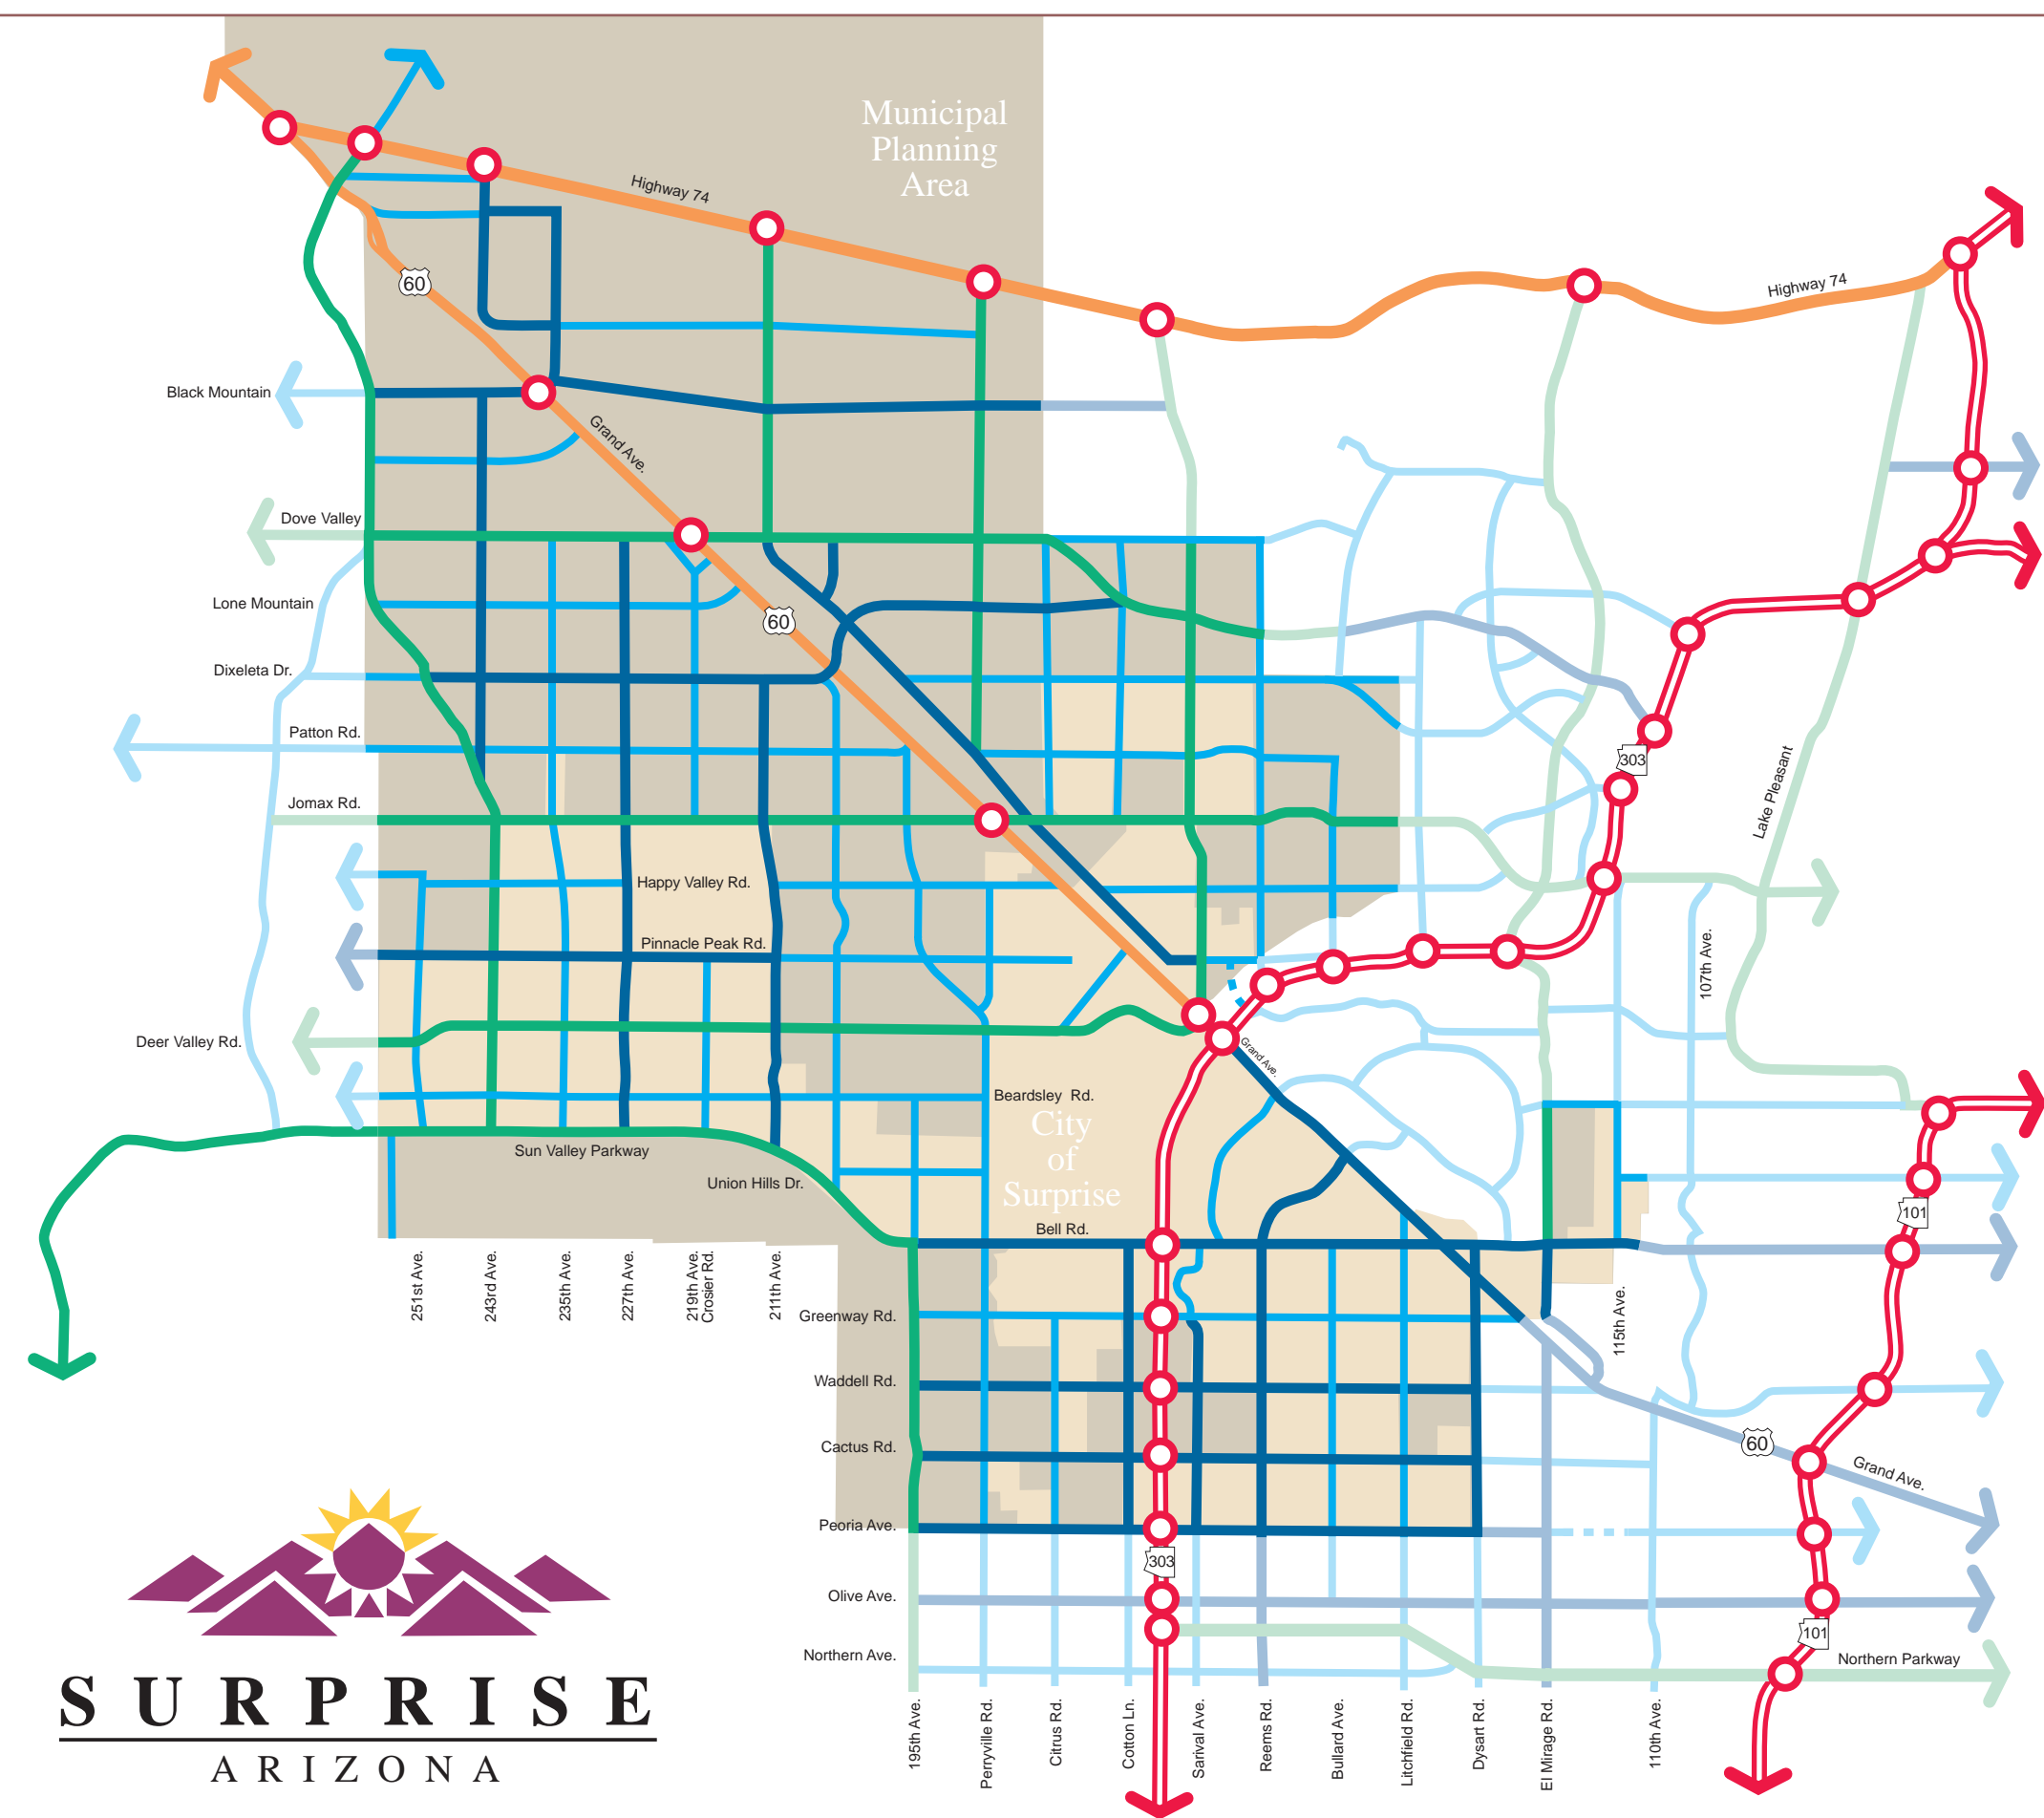 Municipal
Planning
Area
Highway 74
60
Highway 74
Black Mountain
Grand Ave.
Dove Valley
Lone Mountain
60
Dixeleta Dr.
Patton Rd.
303
Lake Pleasant
Jomax Rd.
Happy Valley Rd.
Pinnacle Peak Rd.
107th Ave.
Deer Valley Rd.
Grand Ave.
Beardsley Rd.
City
of
Surprise
Sun Valley Parkway
Union Hills Dr.
101
Bell Rd.
251st Ave.
243rd Ave.
235th Ave.
227th Ave.
219th Ave.
Crosier Rd.
211th Ave.
115th Ave.
Greenway Rd.
Waddell Rd.
Cactus Rd.
60
Grand Ave.
Peoria Ave.
303
Olive Ave.
101
Northern Ave.
Northern Parkway
195th Ave.
Perryville Rd.
Citrus Rd.
Cotton Ln.
Sarival Ave.
Reems Rd.
Bullard Ave.
Litchfield Rd.
Dysart Rd.
El Mirage Rd.
110th Ave.
SURPRISE
ARIZONA